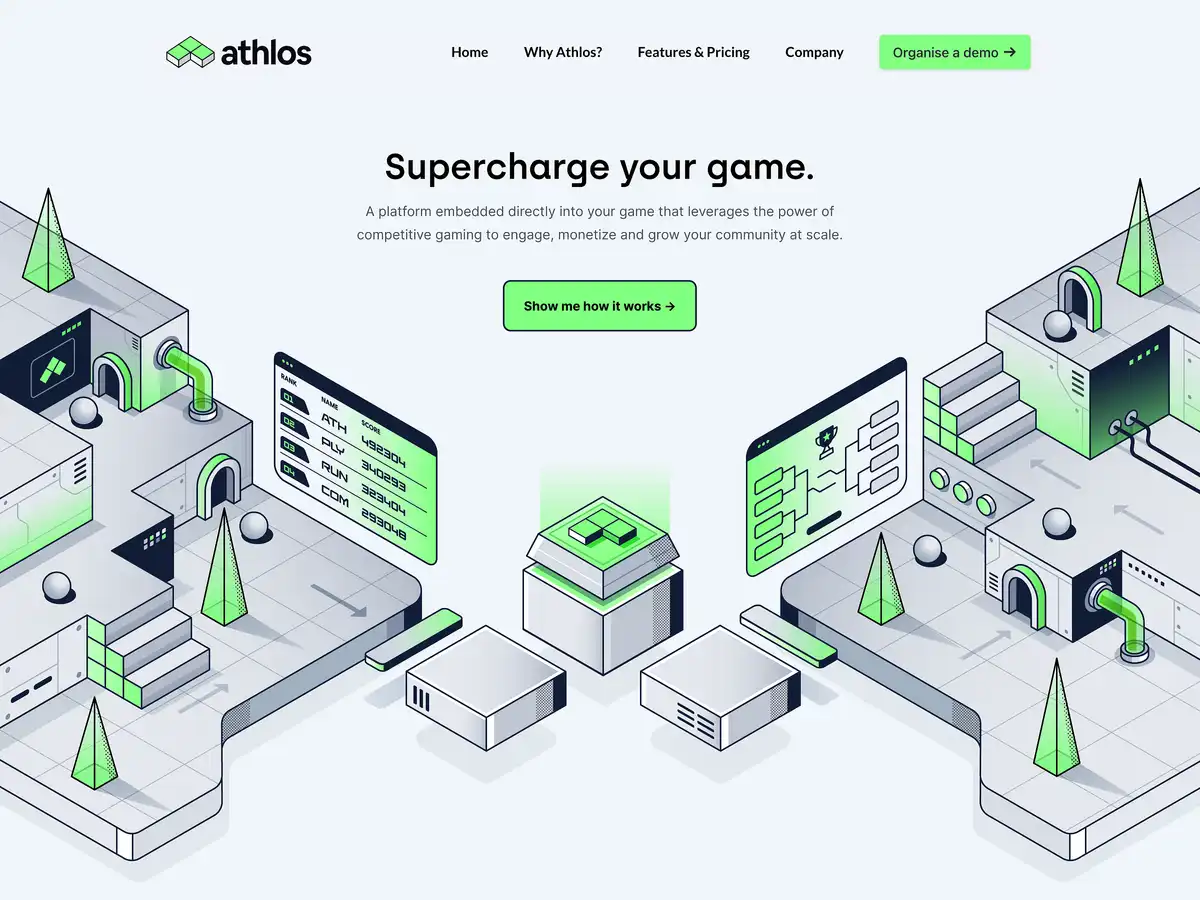 athlos
Home
Why Athlos?
Features & Pricing
Company
Organise a demo →
Supercharge your game.
A platform embedded directly into your game that leverages the power of
competitive gaming to engage, monetize and grow your community at scale.
Show me how it works →
RANK NAME SCORE
01 ATH 492304
02 PLY 340293
03 RUN 323404
04 COM 293048